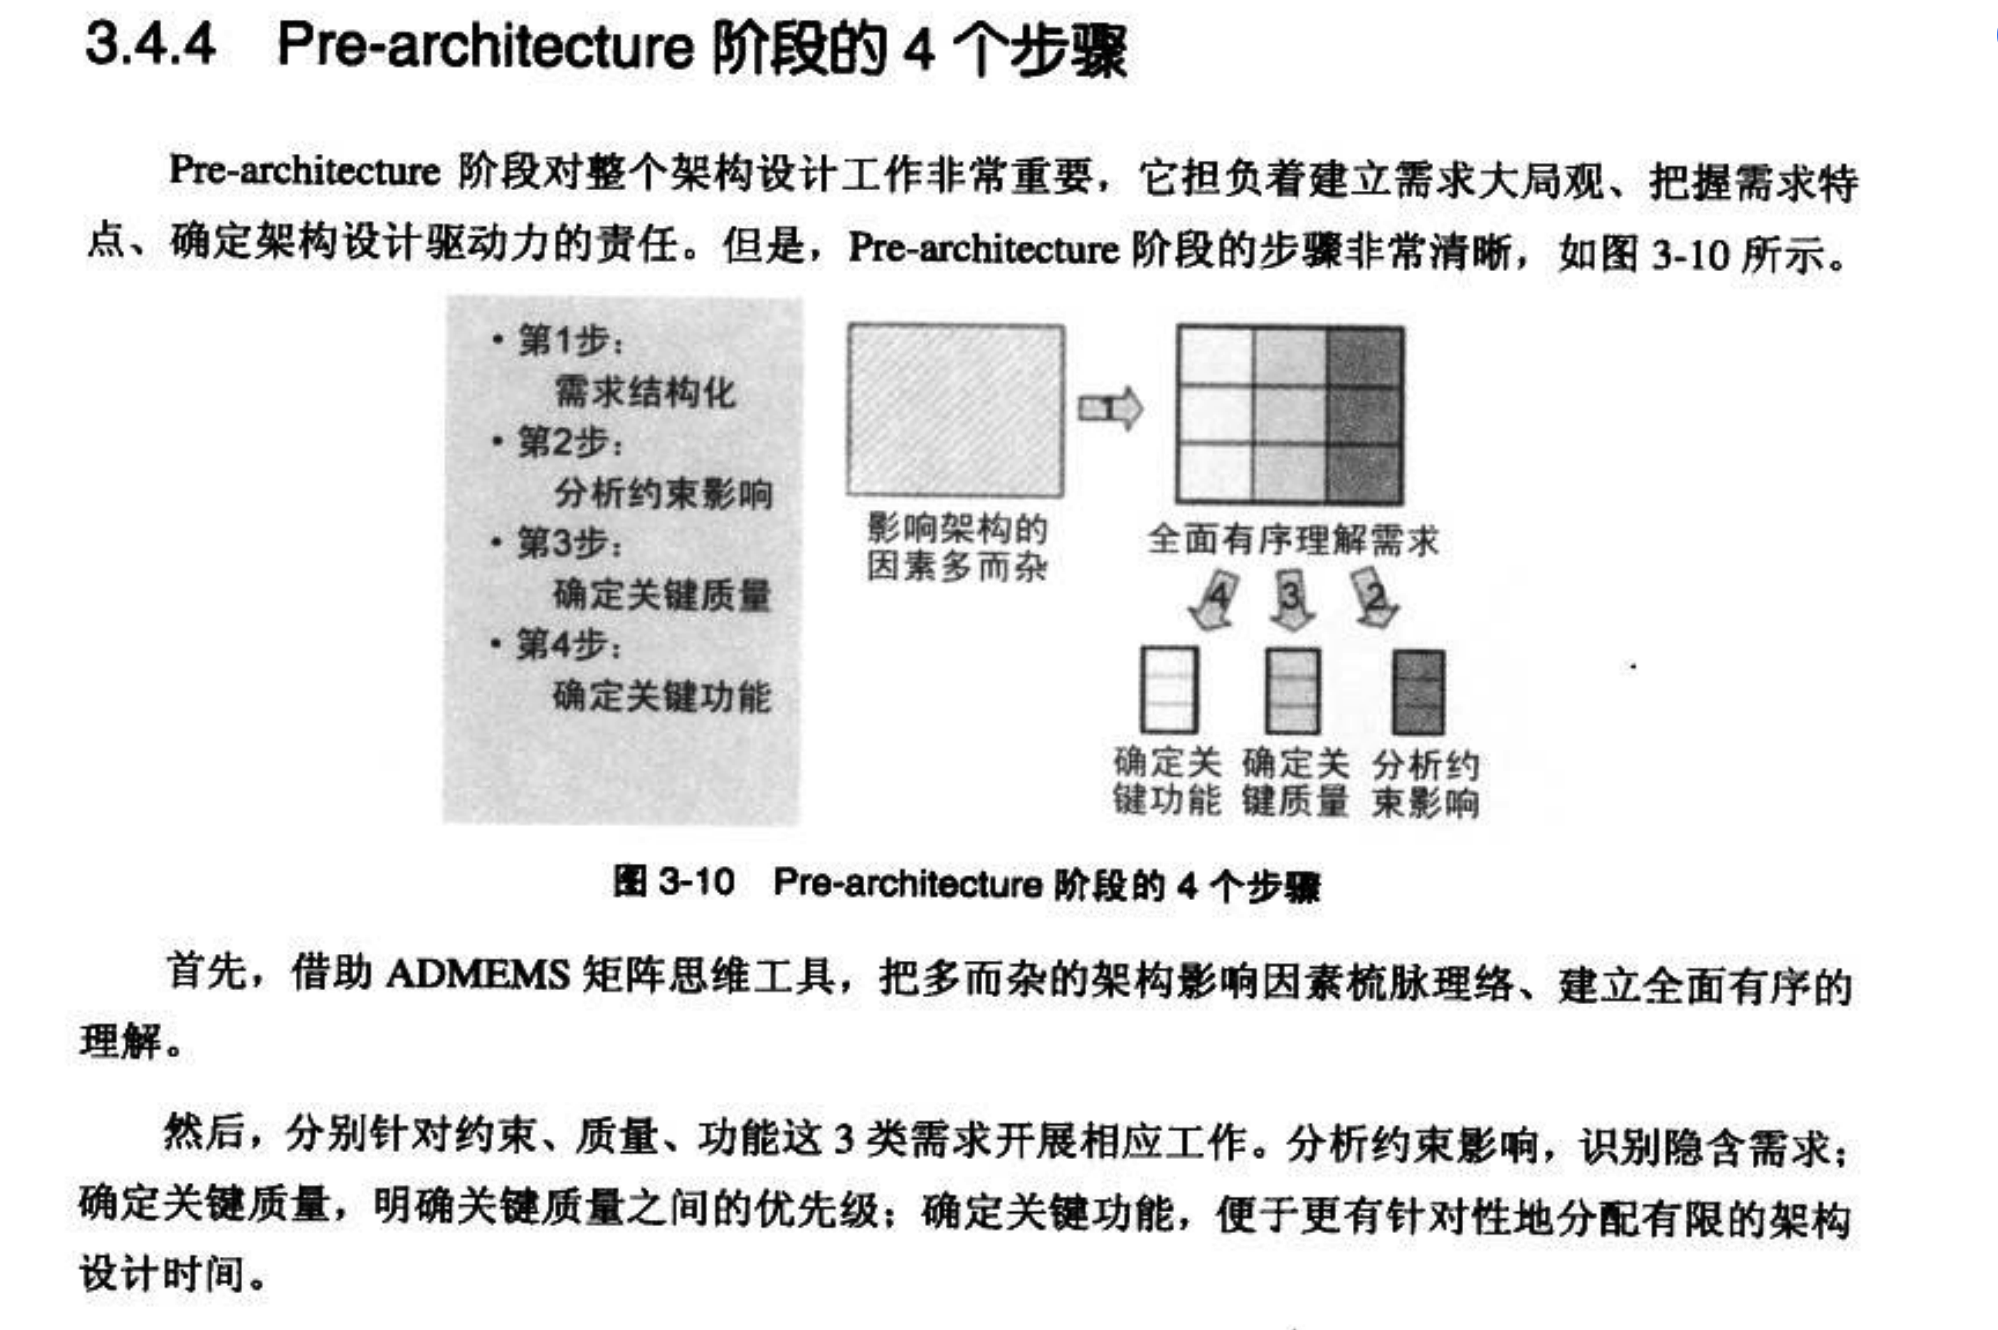 3.4.4 Pre-architecture 阶段的 4 个步骤
Pre-architecture 阶段对整个架构设计工作非常重要，它担负着建立需求大局观、把握需求特
点、确定架构设计驱动力的责任。但是，Pre-architecture 阶段的步骤非常清晰，如图 3-10 所示。
• 第1步：
需求结构化
• 第2步：
分析约束影响
• 第3步：
确定关键质量
• 第4步：
确定关键功能
1
影响架构的
因素多而杂
全面有序理解需求
4 3 2
确定关
键功能
确定关
键质量
分析约
束影响
图 3-10 Pre-architecture 阶段的 4 个步骤
首先，借助 ADMEMS 矩阵思维工具，把多而杂的架构影响因素梳脉理络、建立全面有序的
理解。
然后，分别针对约束、质量、功能这 3 类需求开展相应工作。分析约束影响，识别隐含需求；
确定关键质量，明确关键质量之间的优先级；确定关键功能，便于更有针对性地分配有限的架构
设计时间。